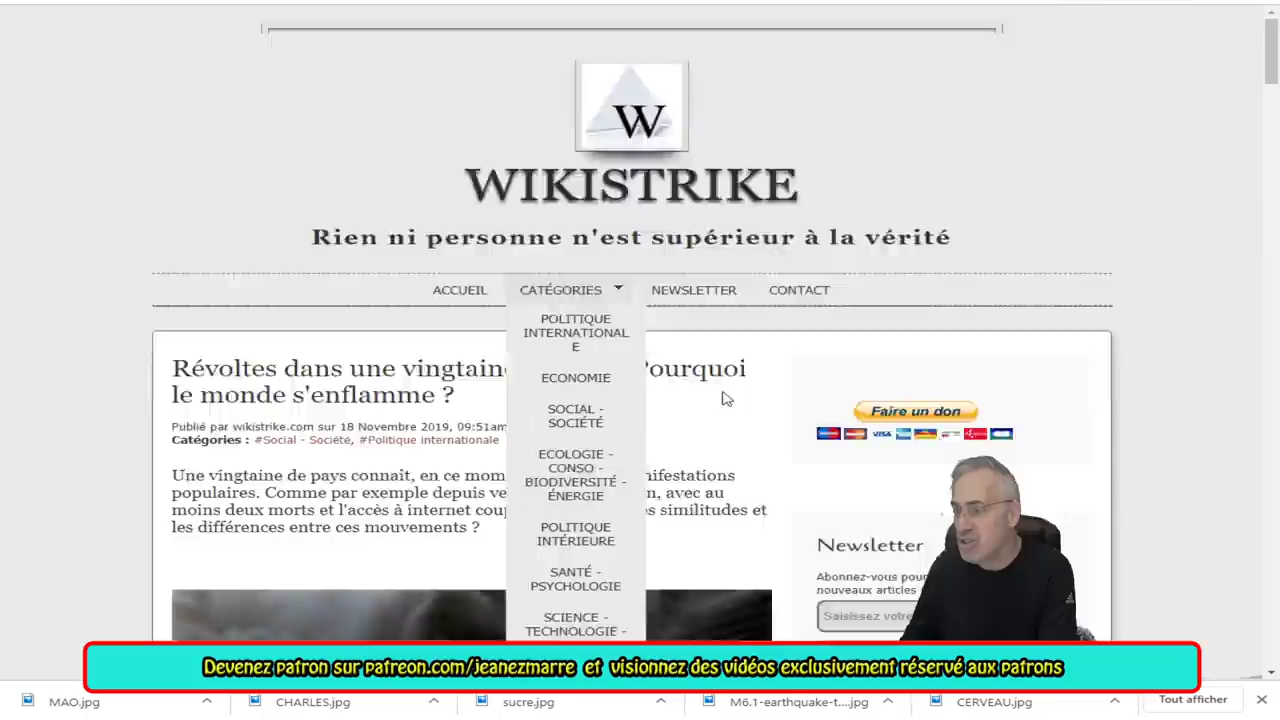 W
WIKISTRIKE
Rien ni personne n'est supérieur à la vérité
ACCUEIL CATÉGORIES NEWSLETTER CONTACT
POLITIQUE
INTERNATIONAL
E
ECONOMIE
SOCIAL -
SOCIÉTÉ
ECOLOGIE -
CONSO -
BIODIVERSITÉ -
ÉNERGIE
POLITIQUE
INTÉRIEURE
SANTÉ -
PSYCHOLOGIE
SCIENCE -
TECHNOLOGIE -
Révoltes dans une vingtain Pourquoi
le monde s'enflamme ?
Publié par wikistrike.com sur 18 Novembre 2019, 09:51am
Catégories : #Social - Société, #Politique internationale
Une vingtaine de pays connaît, en ce mom nifestations
populaires. Comme par exemple depuis ve n, avec au
moins deux morts et l'accès à internet coup es similitudes et
les différences entre ces mouvements ?
Faire un don
VISA
Newsletter
Abonnez-vous pour
nouveaux articles
Saisissez votre
Devenez patron sur patreon.com/jeanezmarre et visionnez des vidéos exclusivement réservé aux patrons
MAO.jpg CHARLES.jpg sucre.jpg M6.1-earthquake-t....jpg CERVEAU.jpg Tout afficher